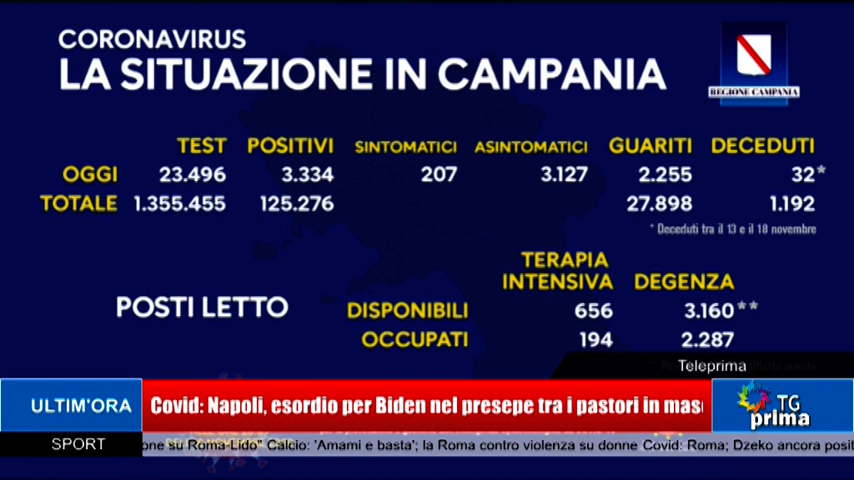 CORONAVIRUS
LA SITUAZIONE IN CAMPANIA
REGIONE CAMPANIA
TEST POSITIVI SINTOMATICI ASINTOMATICI GUARITI DECEDUTI
OGGI 23.496 3.334 207 3.127 2.255 32*
TOTALE 1.355.455 125.276 27.898 1.192
* Deceduti tra il 13 e il 18 novembre
TERAPIA
INTENSIVA DEGENZA
POSTI LETTO
DISPONIBILI 656 3.160**
OCCUPATI 194 2.287
Teleprima
ULTIM'ORA Covid: Napoli, esordio per Biden nel presepe tra i pastori in masc
TG
prima
SPORT one su Roma-Lido" Calcio: 'Amami e basta'; la Roma contro violenza su donne Covid: Roma; Dzeko ancora posit